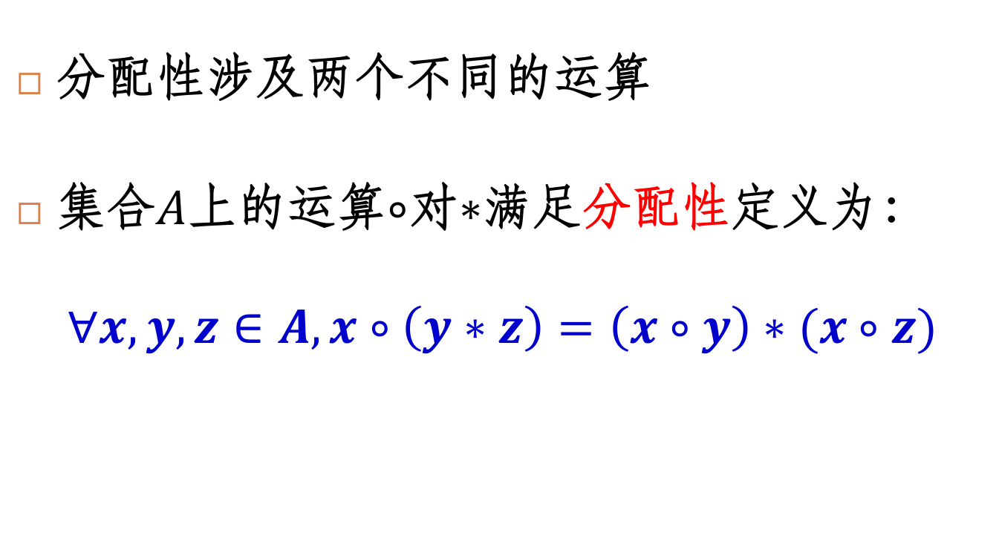 分配性涉及两个不同的运算
集合A上的运算∘对∗满足分配性定义为：
∀x, y, z ∈ A, x ∘ (y ∗ z) = (x ∘ y) ∗ (x ∘ z)